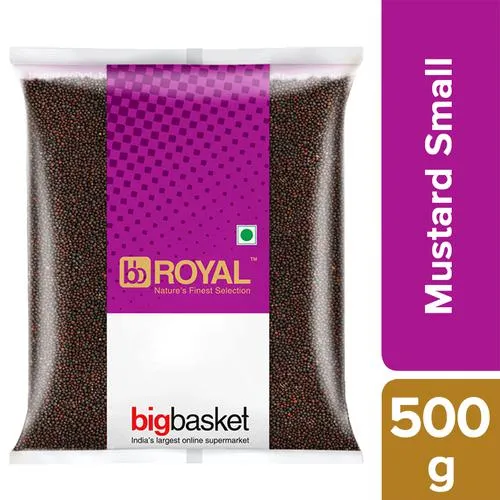 bb ROYAL™
Nature's Finest Selection
bigbasket
India's largest online supermarket
Mustard Small
500
g